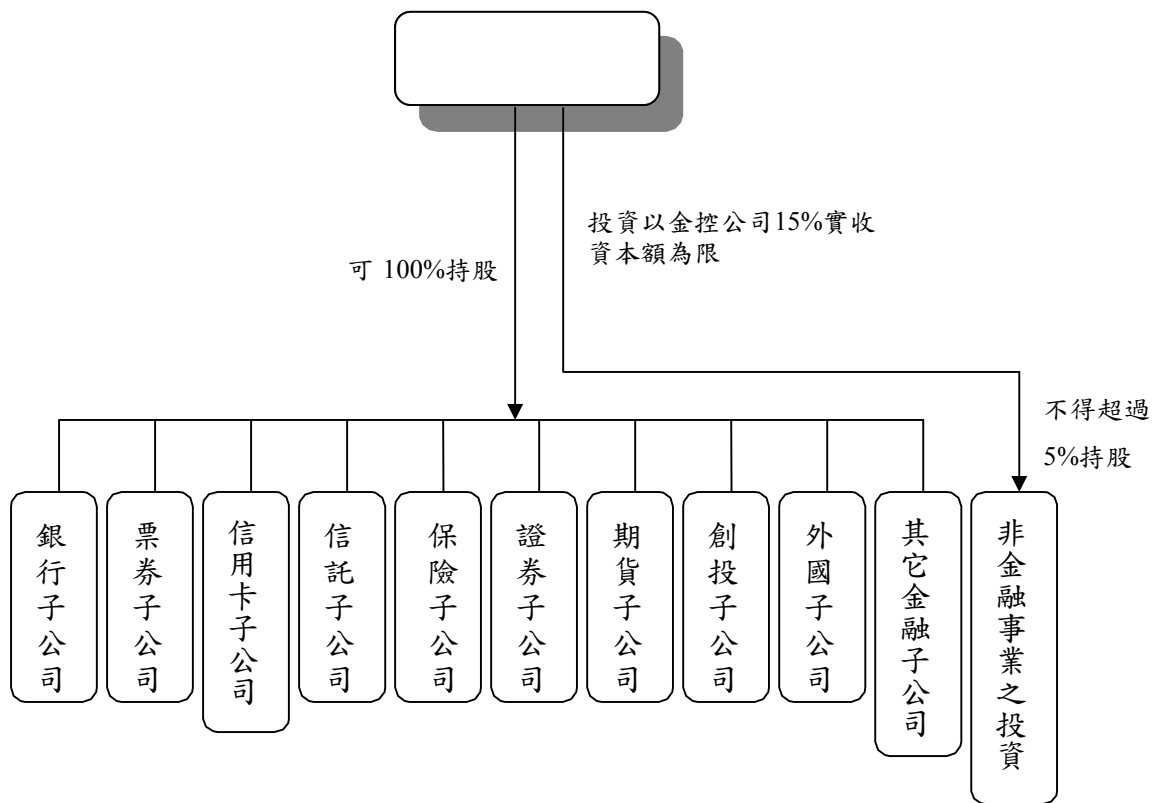 投資以金控公司15%實收
資本額為限
可 100%持股
不得超過
5%持股
銀行子公司
票券子公司
信用卡子公司
信託子公司
保險子公司
證券子公司
期貨子公司
創投子公司
外國子公司
其它金融子公司
非金融事業之投資